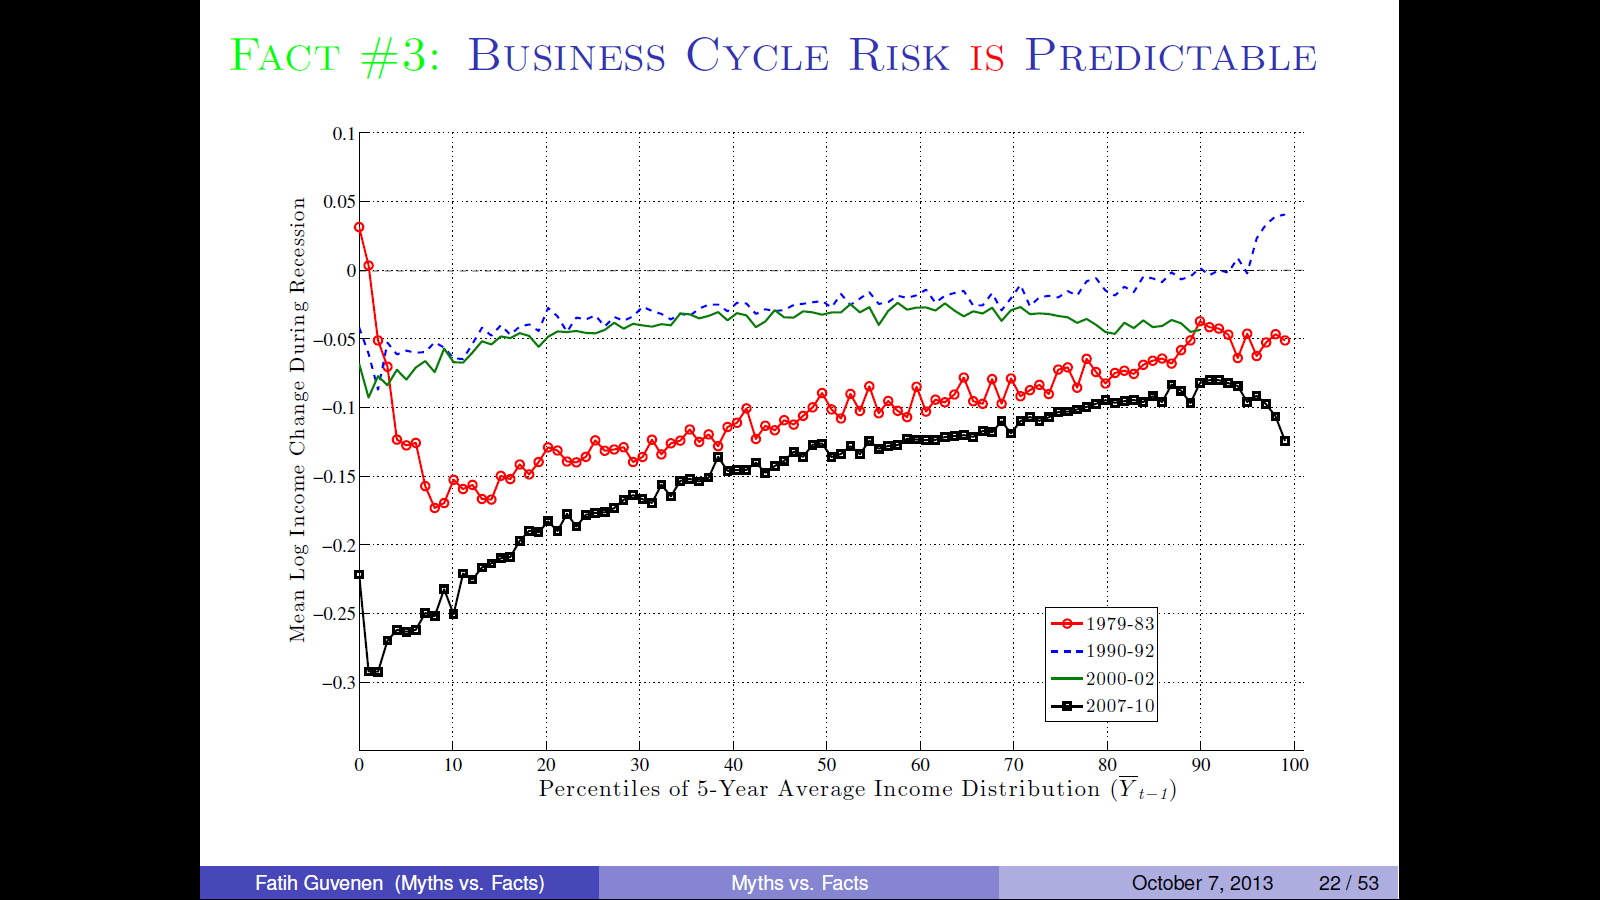 Fact #3: Business Cycle Risk is Predictable
0.1
0.05
0
−0.05
−0.1
−0.15
−0.2
−0.25
−0.3
Mean Log Income Change During Recession
1979-83
1990-92
2000-02
2007-10
0 10 20 30 40 50 60 70 80 90 100
Percentiles of 5-Year Average Income Distribution (Y̅t−1)
Fatih Guvenen (Myths vs. Facts) Myths vs. Facts October 7, 2013 22 / 53